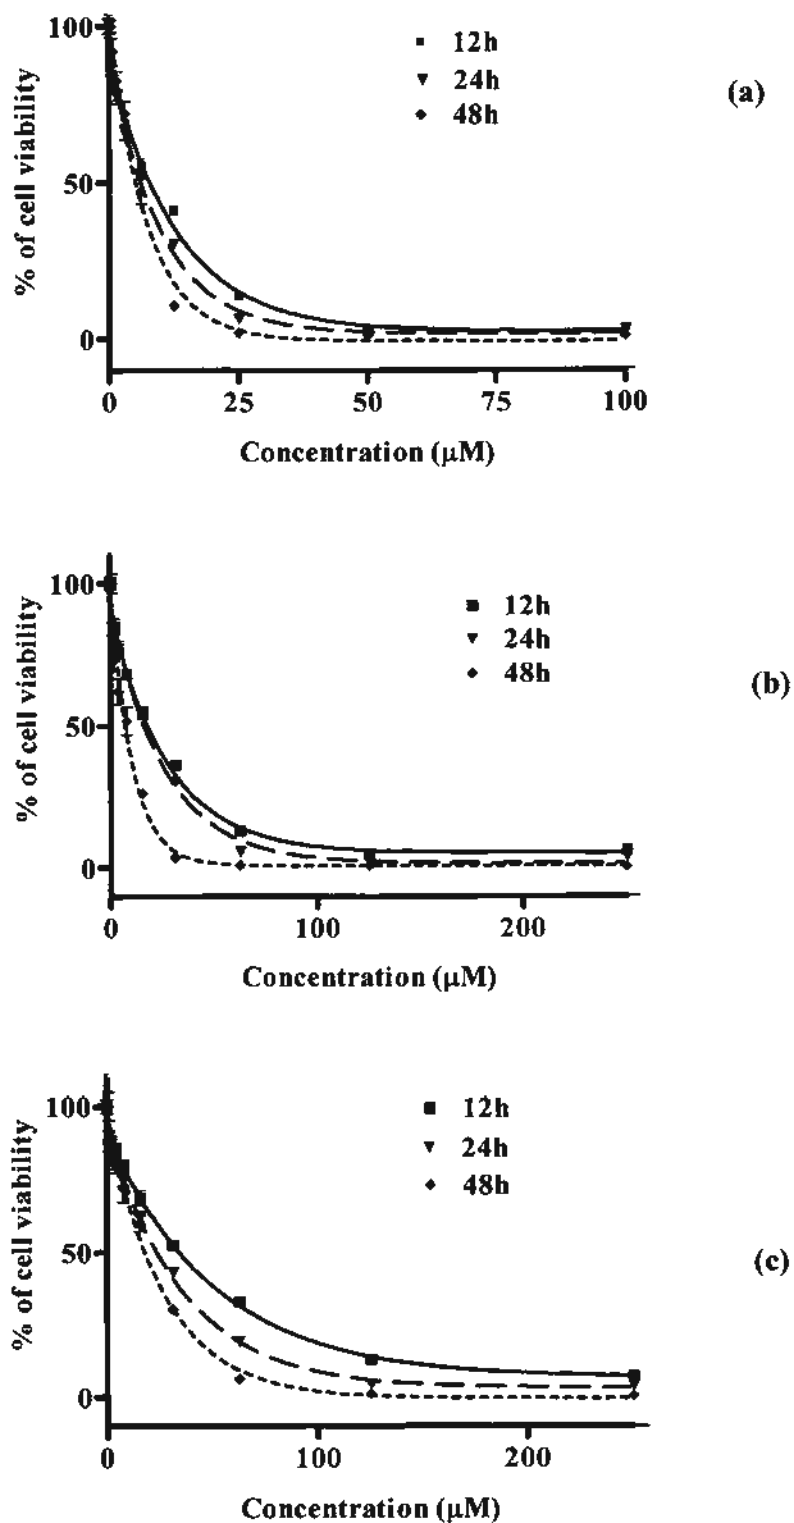 100
50
0
% of cell viability
12h
24h
48h
(a)
0 25 50 75 100
Concentration (μM)
100
50
0
% of cell viability
12h
24h
48h
(b)
0 100 200
Concentration (μM)
100
50
0
% of cell viability
12h
24h
48h
(c)
0 100 200
Concentration (μM)